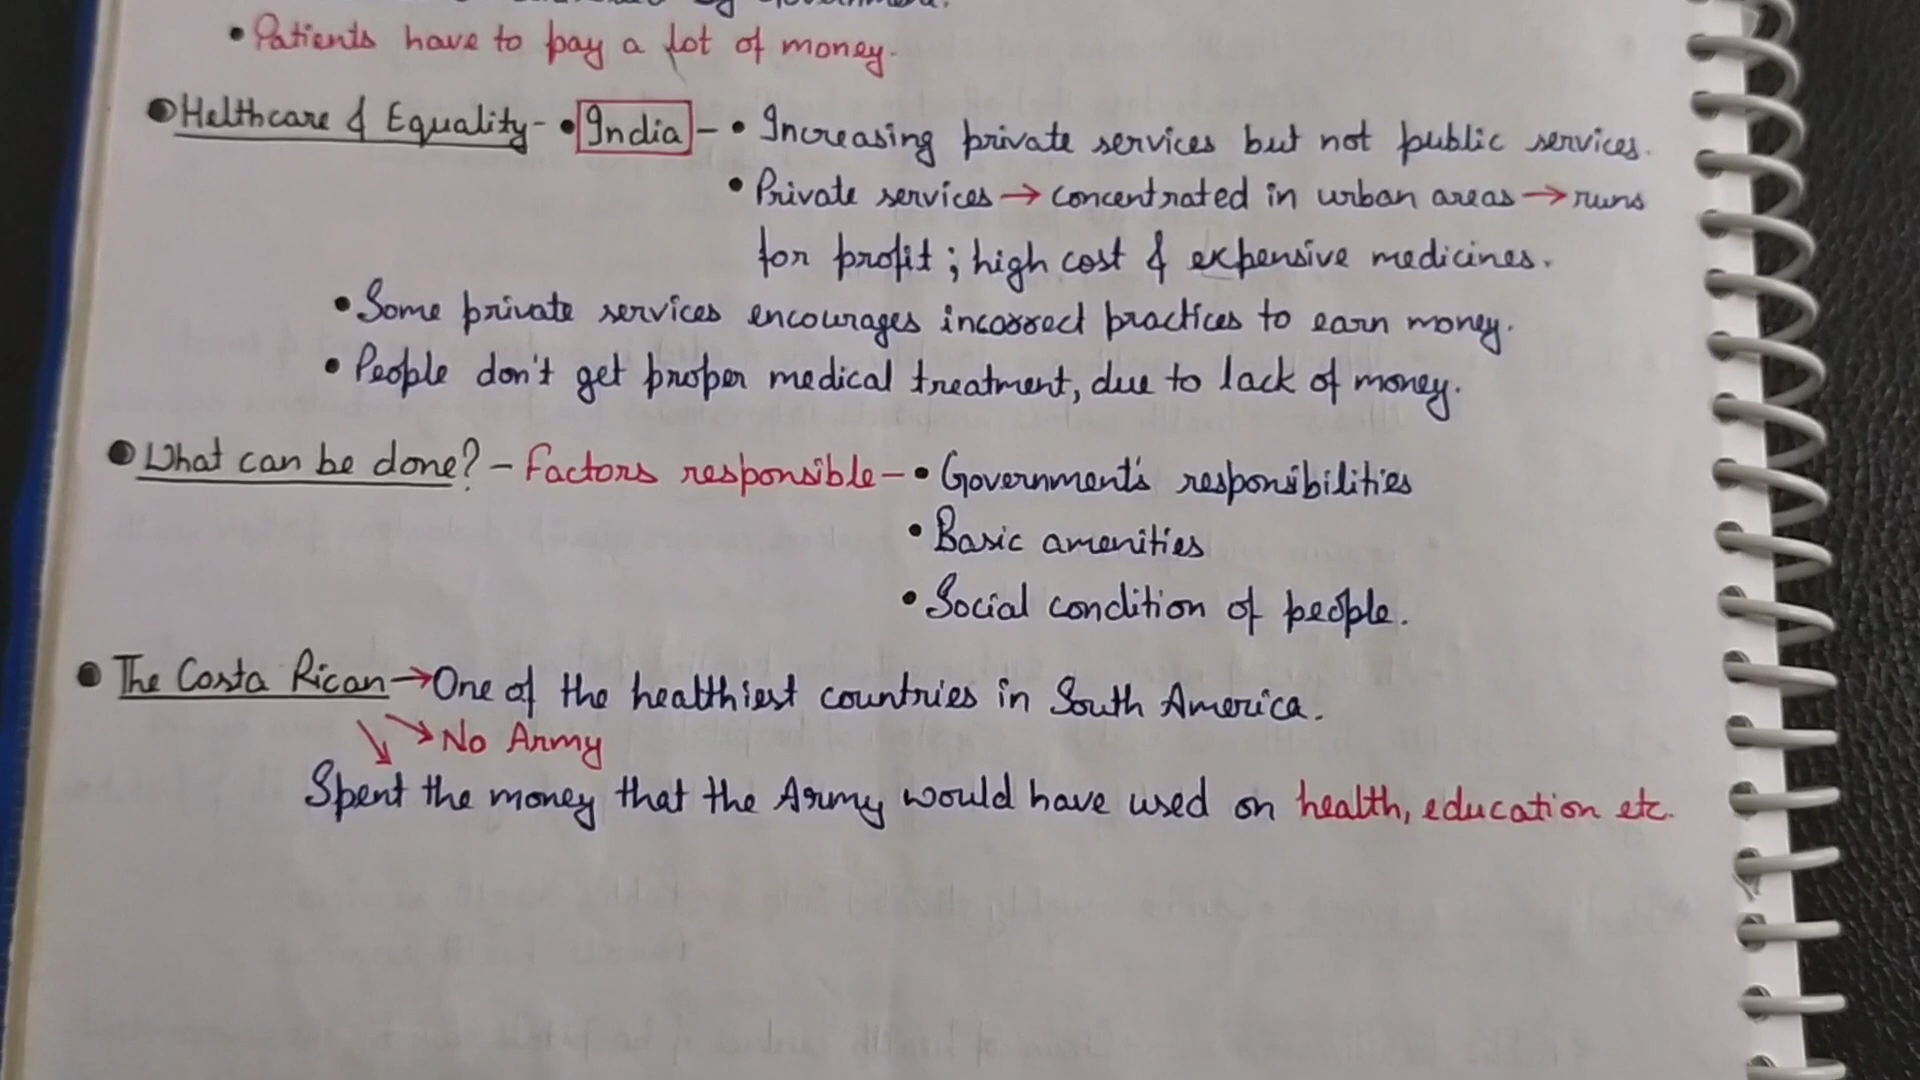 by Government.
• Patients have to pay a lot of money.
• Helthcare & Equality - • India - • Increasing private services but not public services.
• Private services → concentrated in urban areas → runs
for profit; high cost & expensive medicines.
• Some private services encourages incorrect practices to earn money.
• People don't get proper medical treatment, due to lack of money.
• What can be done? - Factors responsible - • Government's responsibilities
• Basic amenities
• Social condition of people.
• The Costa Rican → One of the healthiest countries in South America.
→ No Army
Spent the money that the Army would have used on health, education etc.